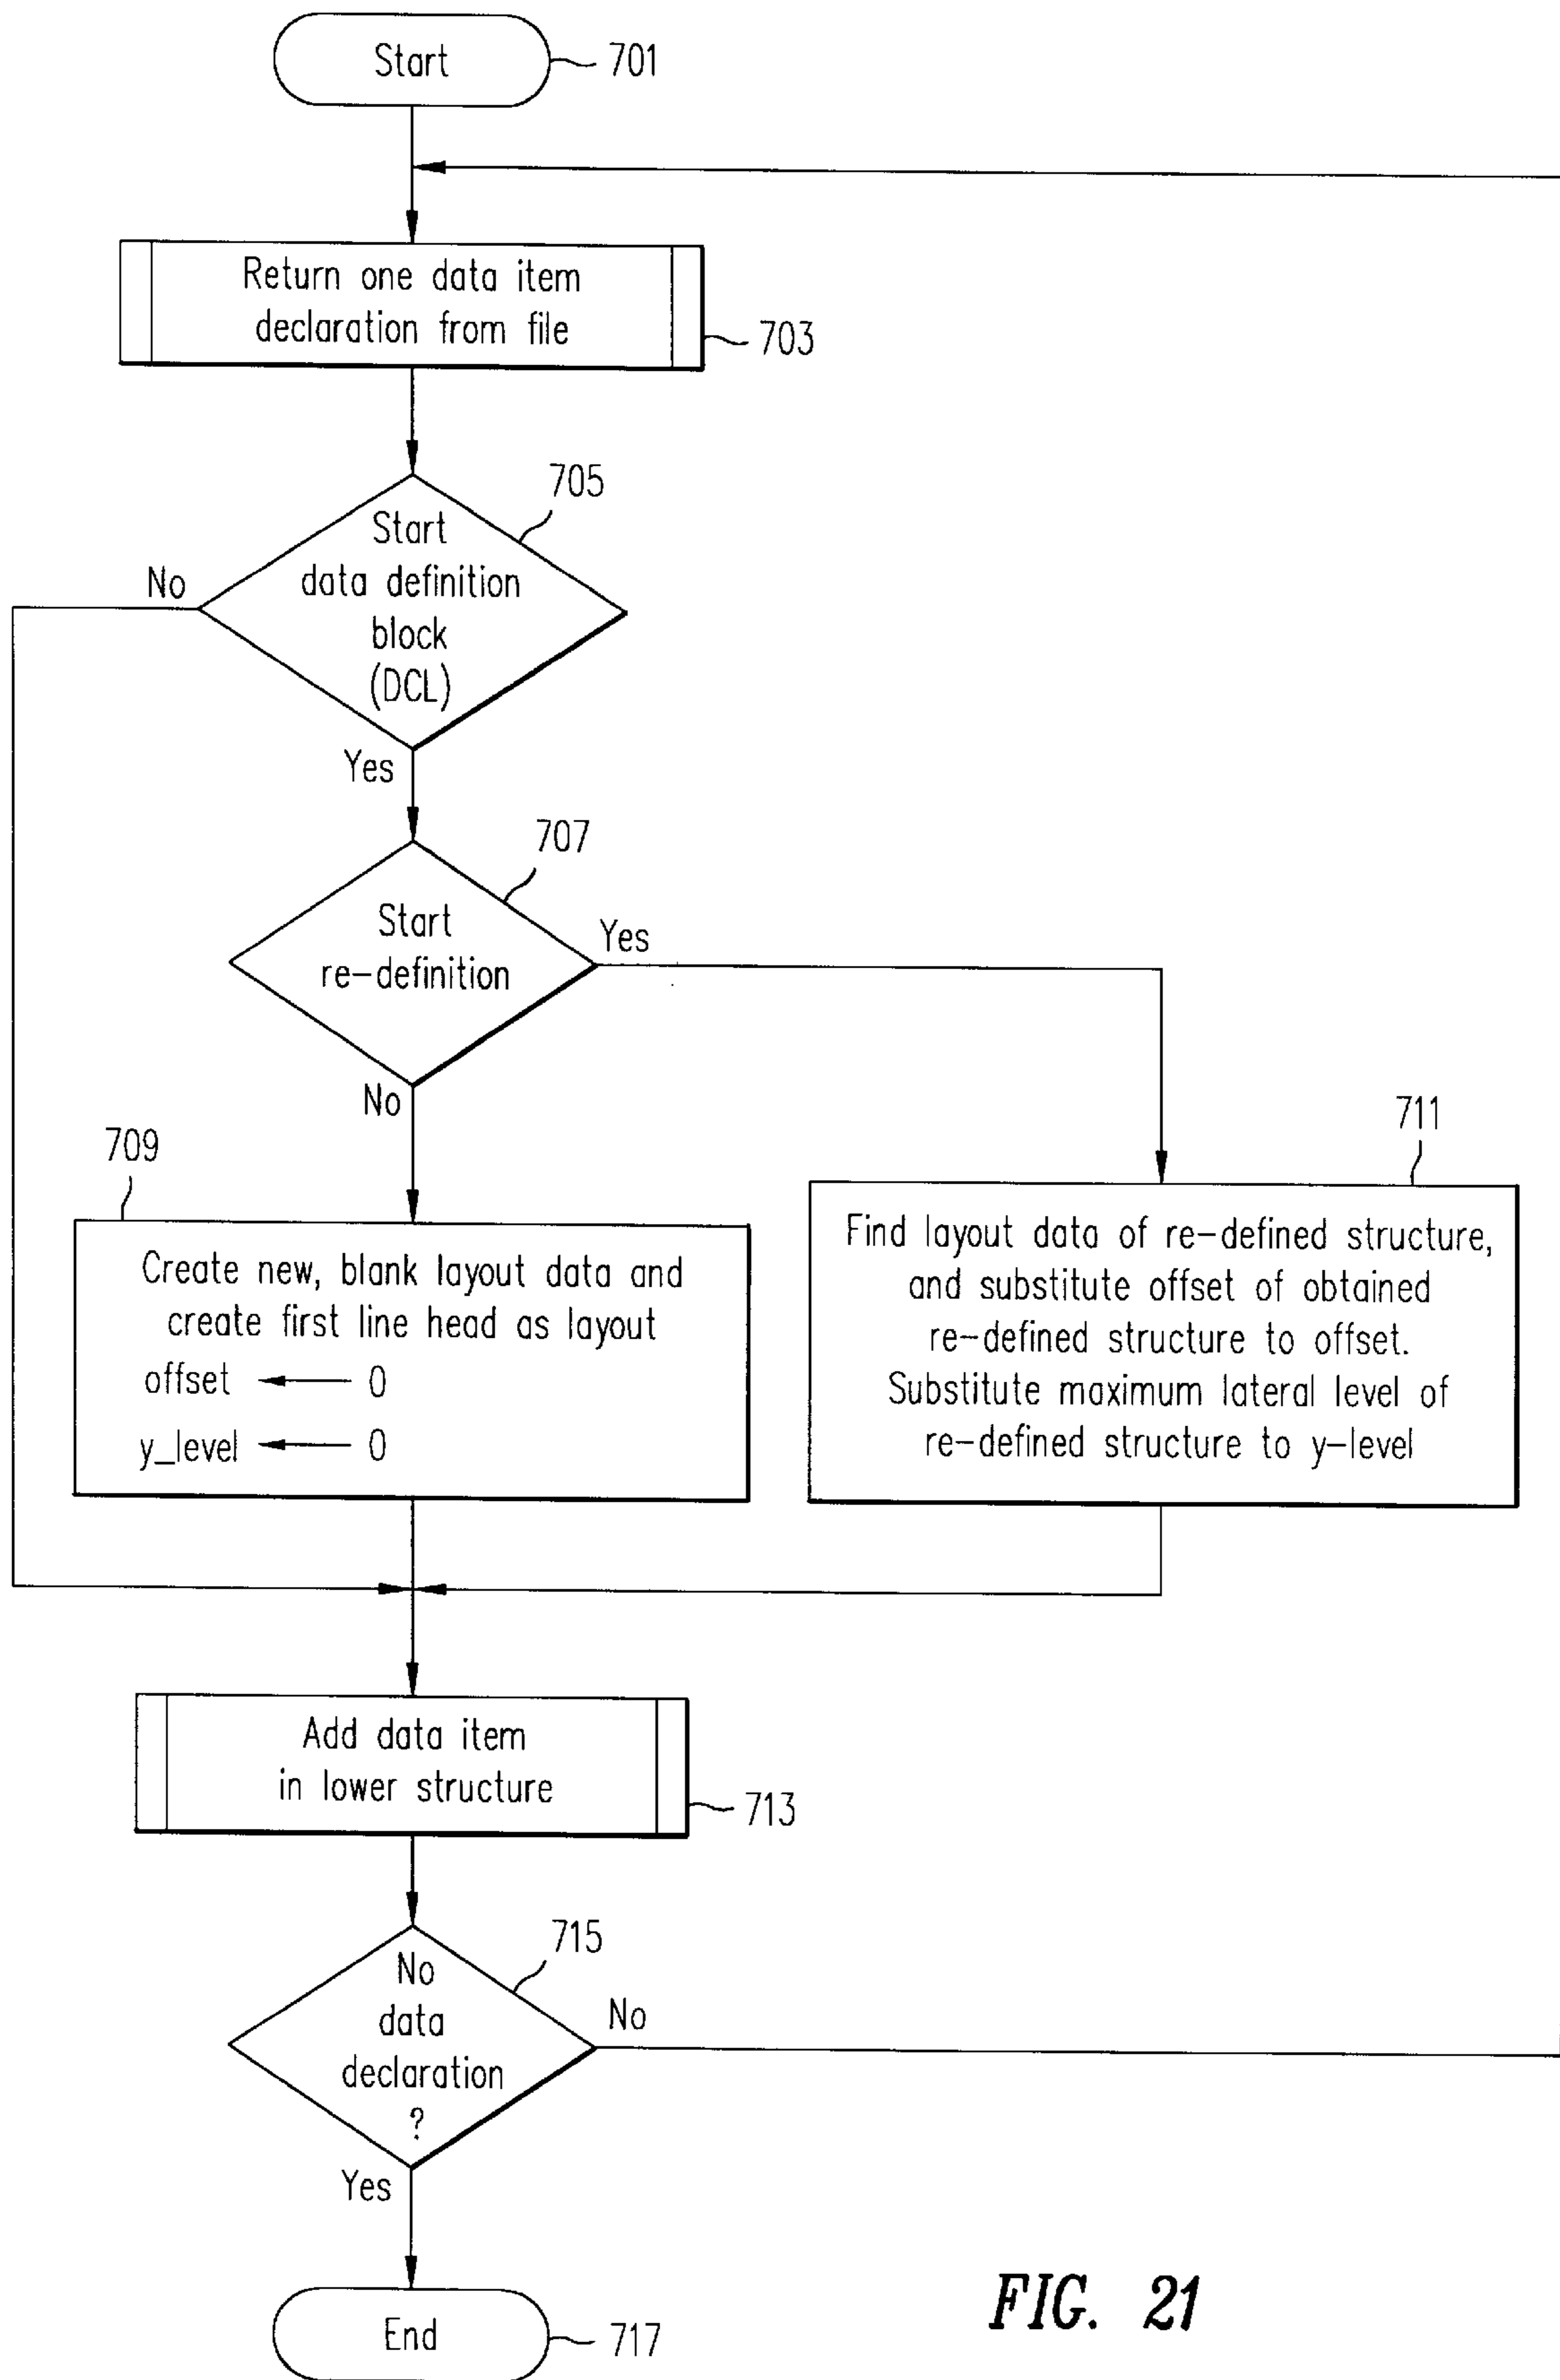 Start
701
Return one data item
declaration from file
703
705
Start
data definition
block
(DCL)
No
Yes
707
Start
re-definition
Yes
No
709
Create new, blank layout data and
create first line head as layout
offset ← 0
y_level ← 0
711
Find layout data of re-defined structure,
and substitute offset of obtained
re-defined structure to offset.
Substitute maximum lateral level of
re-defined structure to y-level
Add data item
in lower structure
713
715
No
data
declaration
?
No
Yes
End
717
FIG. 21